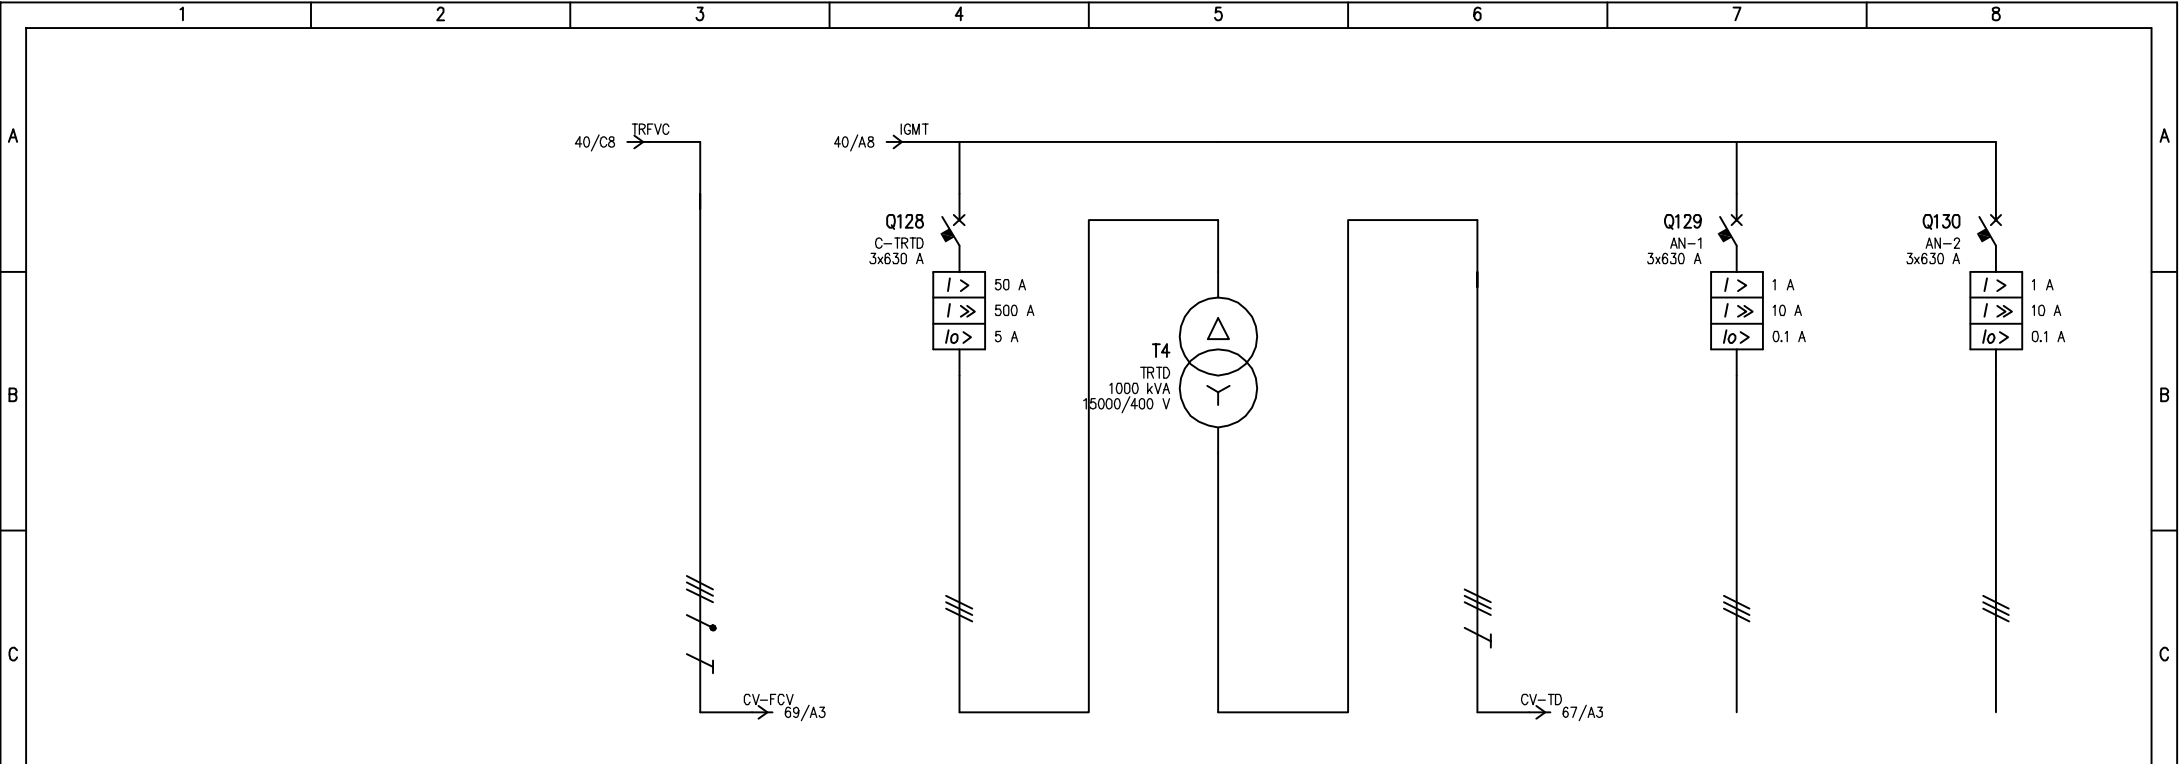 1 2 3 4 5 6 7 8
A A
TRFVC IGMT
40/C8 40/A8
Q128 Q129 Q130
C-TRTD AN-1 AN-2
3x630 A 3x630 A 3x630 A
I > 50 A I > 1 A I > 1 A
I >> 500 A I >> 10 A I >> 10 A
Io > 5 A Io > 0.1 A Io > 0.1 A
T4
TRTD
1000 kVA
15000/400 V
B B
C C
CV-FCV CV-TD
69/A3 67/A3